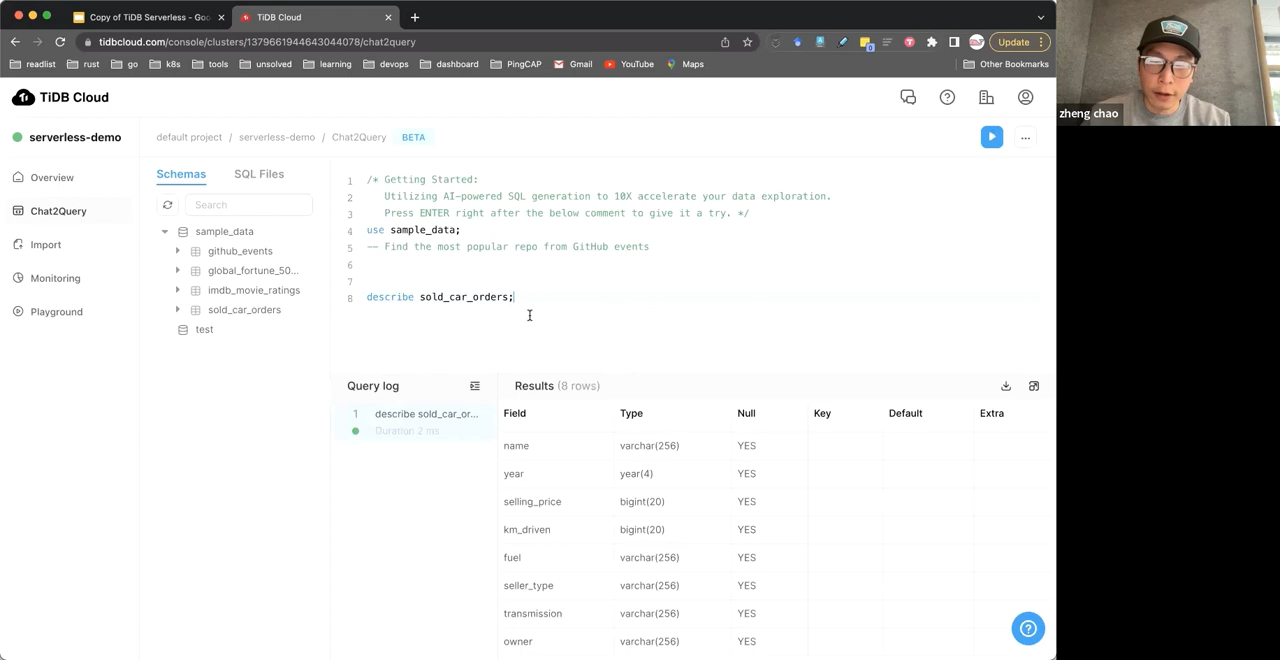 Copy of TiDB Serverless - Goo
TiDB Cloud
tidbcloud.com/console/clusters/1379661944643044078/chat2query
Update
readlist
rust
go
k8s
tools
unsolved
learning
devops
dashboard
PingCAP
Gmail
YouTube
Maps
Other Bookmarks
TiDB Cloud
zheng chao
serverless-demo
default project / serverless-demo / Chat2Query BETA
Overview
Chat2Query
Import
Monitoring
Playground
Schemas
SQL Files
Search
sample_data
github_events
global_fortune_50...
imdb_movie_ratings
sold_car_orders
test
1 /* Getting Started:
2 Utilizing AI-powered SQL generation to 10X accelerate your data exploration.
3 Press ENTER right after the below comment to give it a try. */
4 use sample_data;
5 -- Find the most popular repo from GitHub events
6
7
8 describe sold_car_orders;
Query log
1 describe sold_car_or...
Duration 2 ms
Results (8 rows)
Field Type Null Key Default Extra
name varchar(256) YES
year year(4) YES
selling_price bigint(20) YES
km_driven bigint(20) YES
fuel varchar(256) YES
seller_type varchar(256) YES
transmission varchar(256) YES
owner varchar(256) YES